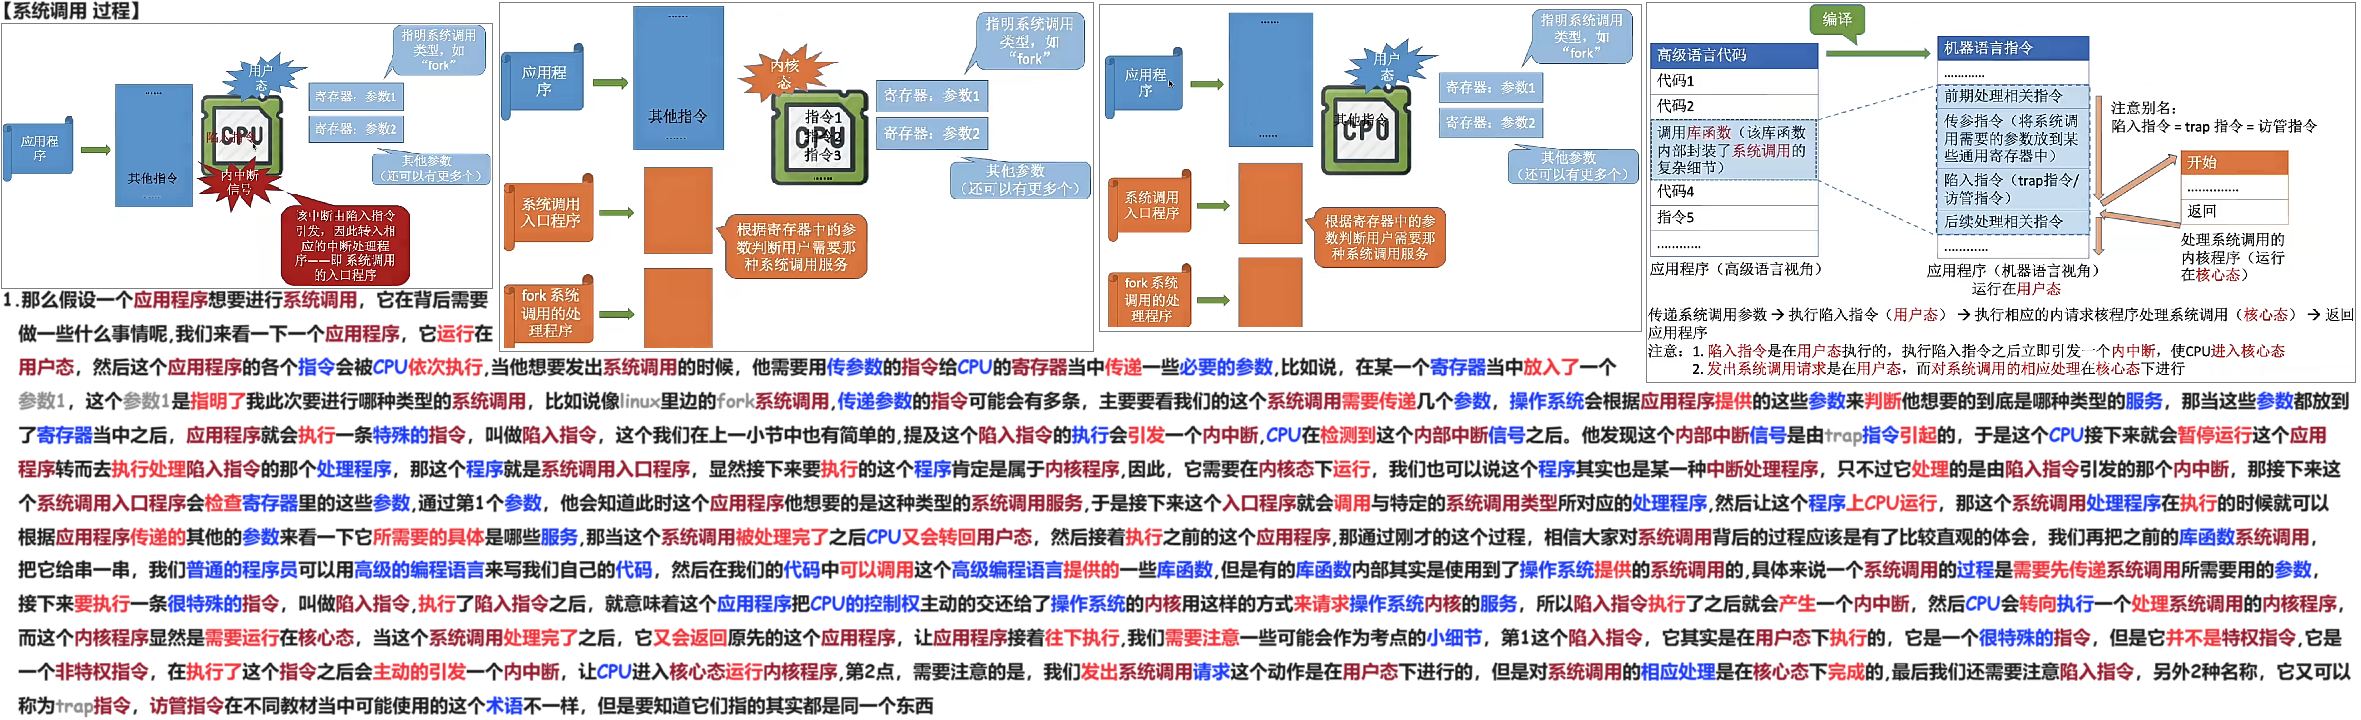 【系统调用 过程】
应用程
序
......
其他指令
......
用户
态
CPU
陷入指令
内中断
信号
指明系统调用
类型，如
“fork”
寄存器：参数1
寄存器：参数2
其他参数
（还可以有更多个）
该中断由陷入指令
引发，因此转入相
应的中断处理程
序——即 系统调用
的入口程序
应用程
序
......
其他指令
......
内核
态
CPU
指令1
指令2
指令3
......
指明系统调用
类型，如
“fork”
寄存器：参数1
寄存器：参数2
其他参数
（还可以有更多个）
系统调用
入口程序
根据寄存器中的参
数判断用户需要那
种系统调用服务
fork 系统
调用的处
理程序
应用程
序
......
......
用户
态
其他指令
CPU
指明系统调用
类型，如
“fork”
寄存器：参数1
寄存器：参数2
其他参数
（还可以有更多个）
系统调用
入口程序
根据寄存器中的参
数判断用户需要那
种系统调用服务
fork 系统
调用的处
理程序
编译
高级语言代码
代码1
代码2
调用库函数（该库函数
内部封装了系统调用的
复杂细节）
代码4
指令5
............
应用程序（高级语言视角）
机器语言指令
............
前期处理相关指令
传参指令（将系统调
用需要的参数放到某
些通用寄存器中）
陷入指令（trap指令/
访管指令）
后续处理相关指令
............
应用程序（机器语言视角）
运行在用户态
注意别名：
陷入指令 = trap 指令 = 访管指令
开始
..............
返回
处理系统调用的
内核程序（运行
在核心态）
传递系统调用参数 → 执行陷入指令（用户态） → 执行相应的内请求核程序处理系统调用（核心态） → 返回
应用程序
注意：1. 陷入指令是在用户态执行的，执行陷入指令之后立即引发一个内中断，使CPU进入核心态
2. 发出系统调用请求是在用户态，而对系统调用的相应处理在核心态下进行
1.那么假设一个应用程序想要进行系统调用，它在背后需要
做一些什么事情呢,我们来看一下一个应用程序，它运行在
用户态，然后这个应用程序的各个指令会被CPU依次执行,当他想要发出系统调用的时候，他需要用传参数的指令给CPU的寄存器当中传递一些必要的参数,比如说，在某一个寄存器当中放入了一个
参数1，这个参数1是指明了我此次要进行哪种类型的系统调用，比如说像linux里边的fork系统调用,传递参数的指令可能会有多条，主要要看我们的这个系统调用需要传递几个参数，操作系统会根据应用程序提供的这些参数来判断他想要的到底是哪种类型的服务，那当这些参数都放到
了寄存器当中之后，应用程序就会执行一条特殊的指令，叫做陷入指令，这个我们在上一小节中也有简单的,提及这个陷入指令的执行会引发一个内中断,CPU在检测到这个内部中断信号之后。他发现这个内部中断信号是由trap指令引起的，于是这个CPU接下来就会暂停运行这个应用
程序转而去执行处理陷入指令的那个处理程序，那这个程序就是系统调用入口程序，显然接下来要执行的这个程序肯定是属于内核程序,因此，它需要在内核态下运行，我们也可以说这个程序其实也是某一种中断处理程序，只不过它处理的是由陷入指令引发的那个内中断，那接下来这
个系统调用入口程序会检查寄存器里的这些参数,通过第1个参数，他会知道此时这个应用程序他想要的是这种类型的系统调用服务,于是接下来这个入口程序就会调用与特定的系统调用类型所对应的处理程序,然后让这个程序上CPU运行，那这个系统调用处理程序在执行的时候就可以
根据应用程序传递的其他的参数来看一下它所需要的具体是哪些服务,那当这个系统调用被处理完了之后CPU又会转回用户态，然后接着执行之前的这个应用程序,那通过刚才的这个过程，相信大家对系统调用背后的过程应该是有了比较直观的体会，我们再把之前的库函数系统调用，
把它给串一串，我们普通的程序员可以用高级的编程语言来写我们自己的代码，然后在我们的代码中可以调用这个高级编程语言提供的一些库函数,但是有的库函数内部其实是使用到了操作系统提供的系统调用的,具体来说一个系统调用的过程是需要先传递系统调用所需要用的参数，
接下来要执行一条很特殊的指令，叫做陷入指令,执行了陷入指令之后，就意味着这个应用程序把CPU的控制权主动的交还给了操作系统的内核用这样的方式来请求操作系统内核的服务，所以陷入指令执行了之后就会产生一个内中断，然后CPU会转向执行一个处理系统调用的内核程序，
而这个内核程序显然是需要运行在核心态，当这个系统调用处理完了之后，它又会返回原先的这个应用程序，让应用程序接着往下执行,我们需要注意一些可能会作为考点的小细节，第1这个陷入指令，它其实是在用户态下执行的，它是一个很特殊的指令，但是它并不是特权指令,它是
一个非特权指令，在执行了这个指令之后会主动的引发一个内中断，让CPU进入核心态运行内核程序,第2点，需要注意的是，我们发出系统调用请求这个动作是在用户态下进行的，但是对系统调用的相应处理是在核心态下完成的,最后我们还需要注意陷入指令，另外2种名称，它又可以
称为trap指令，访管指令在不同教材当中可能使用的这个术语不一样，但是要知道它们指的其实都是同一个东西